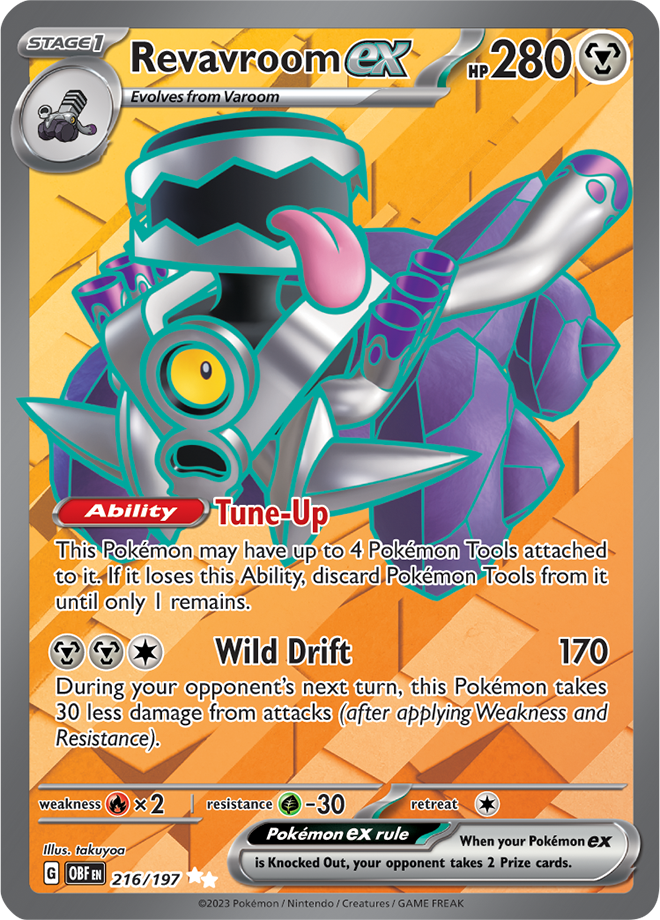 STAGE 1
Revavroom ex
HP 280
Evolves from Varoom
Ability Tune-Up
This Pokémon may have up to 4 Pokémon Tools attached
to it. If it loses this Ability, discard Pokémon Tools from it
until only 1 remains.
Wild Drift 170
During your opponent's next turn, this Pokémon takes
30 less damage from attacks (after applying Weakness and
Resistance).
weakness ×2 resistance -30 retreat
Illus. takuyoa
Pokémon ex rule When your Pokémon ex
is Knocked Out, your opponent takes 2 Prize cards.
G OBF EN 216/197
©2023 Pokémon / Nintendo / Creatures / GAME FREAK